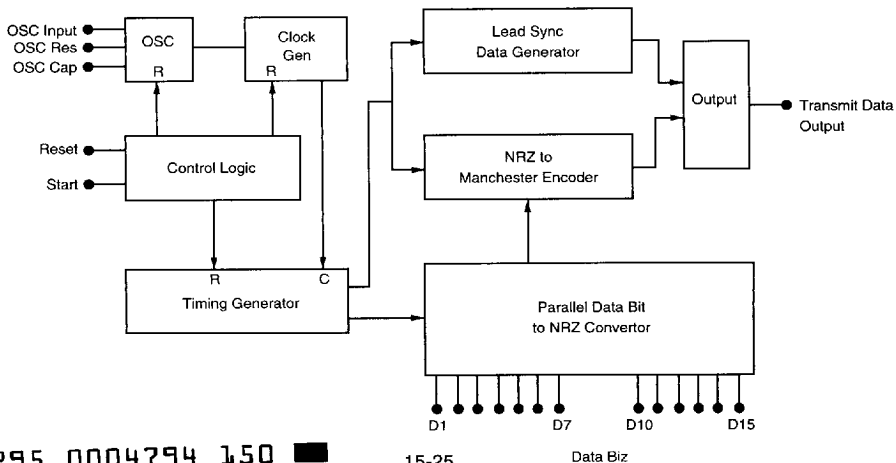 OSC Input
OSC Res
OSC Cap
OSC
R
Clock
Gen
R
Lead Sync
Data Generator
Output
Transmit Data
Output
Reset
Start
Control Logic
NRZ to
Manchester Encoder
R
C
Timing Generator
Parallel Data Bit
to NRZ Convertor
D1
D7
D10
D15
295 0004794 150
15-25
Data Biz